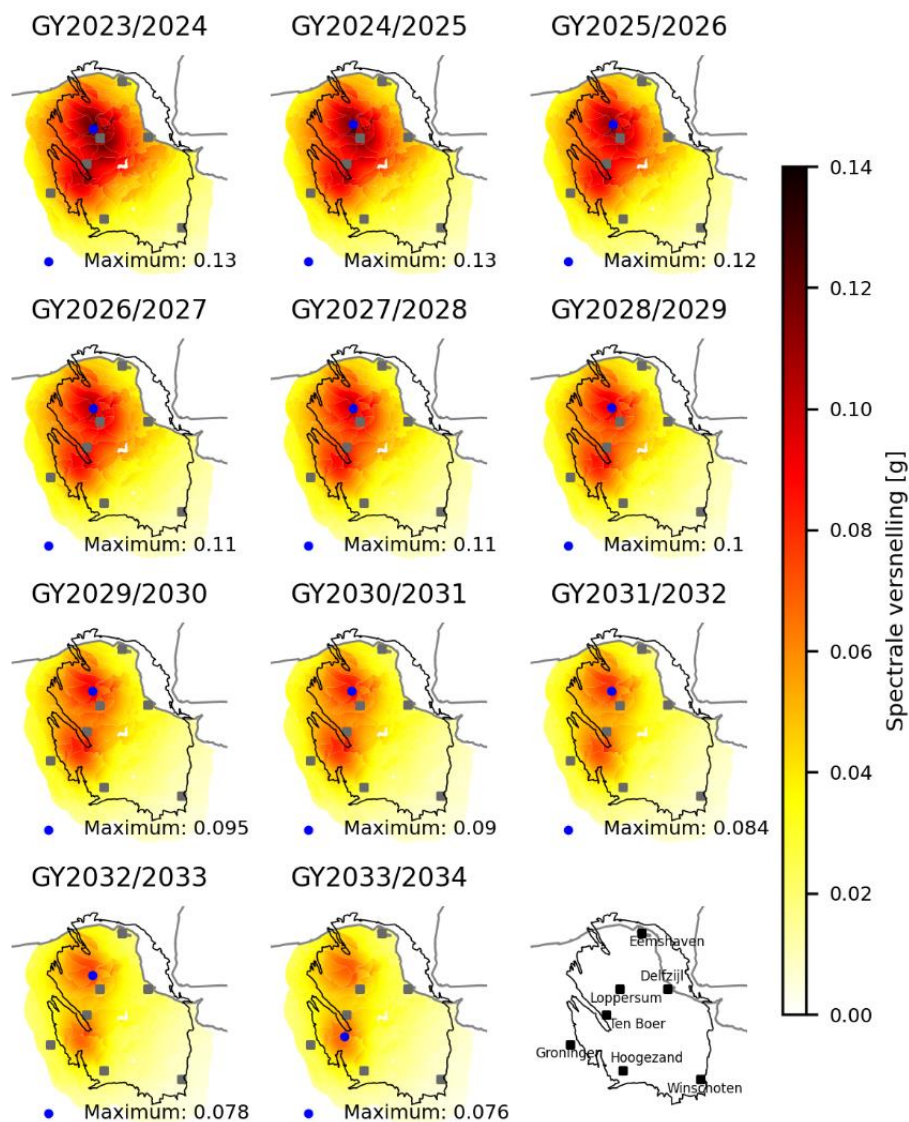 GY2023/2024
GY2024/2025
GY2025/2026
Maximum: 0.13
Maximum: 0.13
Maximum: 0.12
GY2026/2027
GY2027/2028
GY2028/2029
Maximum: 0.11
Maximum: 0.11
Maximum: 0.1
GY2029/2030
GY2030/2031
GY2031/2032
Maximum: 0.095
Maximum: 0.09
Maximum: 0.084
GY2032/2033
GY2033/2034
Maximum: 0.078
Maximum: 0.076
Eemshaven
Delfzijl
Loppersum
Ten Boer
Groningen
Hoogezand
Winschoten
0.14
0.12
0.10
0.08
0.06
0.04
0.02
0.00
Spectrale versnelling [g]